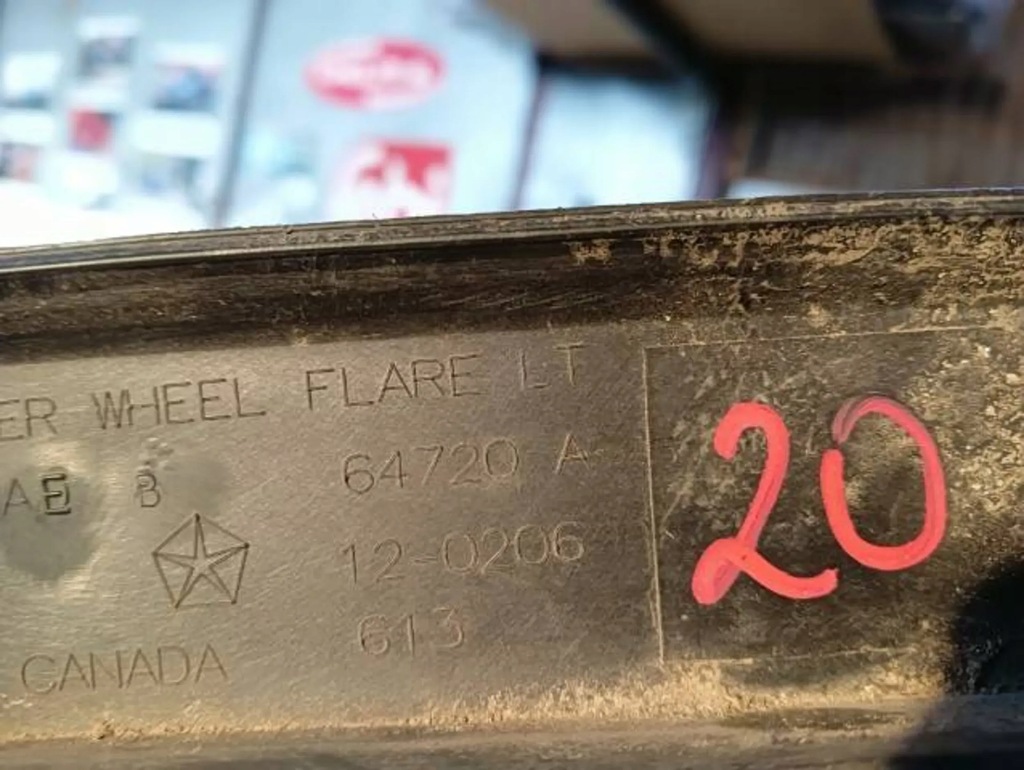 ER WHEEL FLARE LT
AE B 64720 A
12-0206
613
CANADA
20